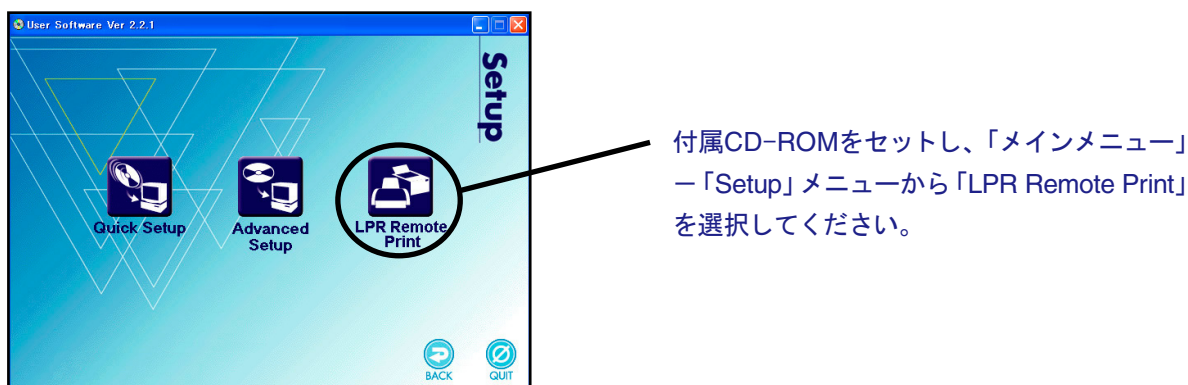 User Software Ver 2.2.1
Setup
Quick Setup
Advanced
Setup
LPR Remote
Print
BACK
QUIT
付属CD-ROMをセットし、「メインメニュー」
－「Setup」メニューから「LPR Remote Print」
を選択してください。